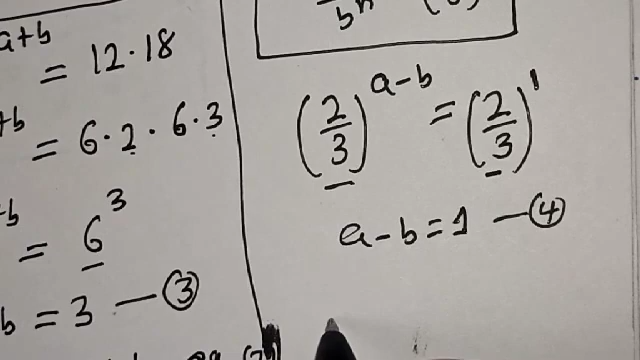 a+b = 12·18
+b = 6·2·6·3
+b = 6^3
b = 3 —③
b^n
(2/3)^(a-b) = (2/3)^1
a-b=1 —④